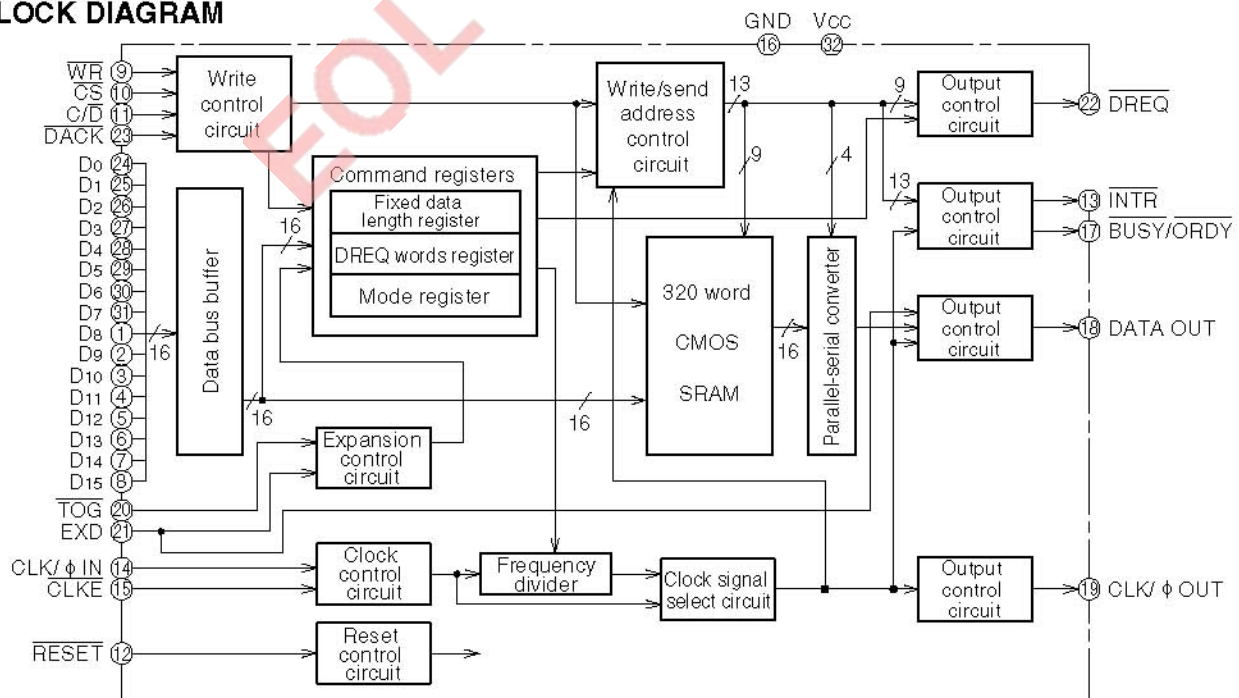 LOCK DIAGRAM
EOL
GND 16
Vcc 32
WR 9
CS 10
C/D 11
DACK 23
D0 24
D1 25
D2 26
D3 27
D4 28
D5 29
D6 30
D7 31
D8 1
D9 2
D10 3
D11 4
D12 5
D13 6
D14 7
D15 8
TOG 20
EXD 21
CLK/ ϕ IN 14
CLKE 15
RESET 12
Write
control
circuit
16
Data bus buffer
16
16
Command registers
Fixed data
length register
DREQ words register
Mode register
16
Expansion
control
circuit
Clock
control
circuit
Reset
control
circuit
Frequency
divider
Clock signal
select circuit
Write/send
address
control
circuit
13
9
4
9
13
320 word
CMOS
SRAM
16
Parallel-serial converter
Output
control
circuit
22 DREQ
Output
control
circuit
13 INTR
17 BUSY/ORDY
Output
control
circuit
18 DATA OUT
Output
control
circuit
19 CLK/ ϕ OUT